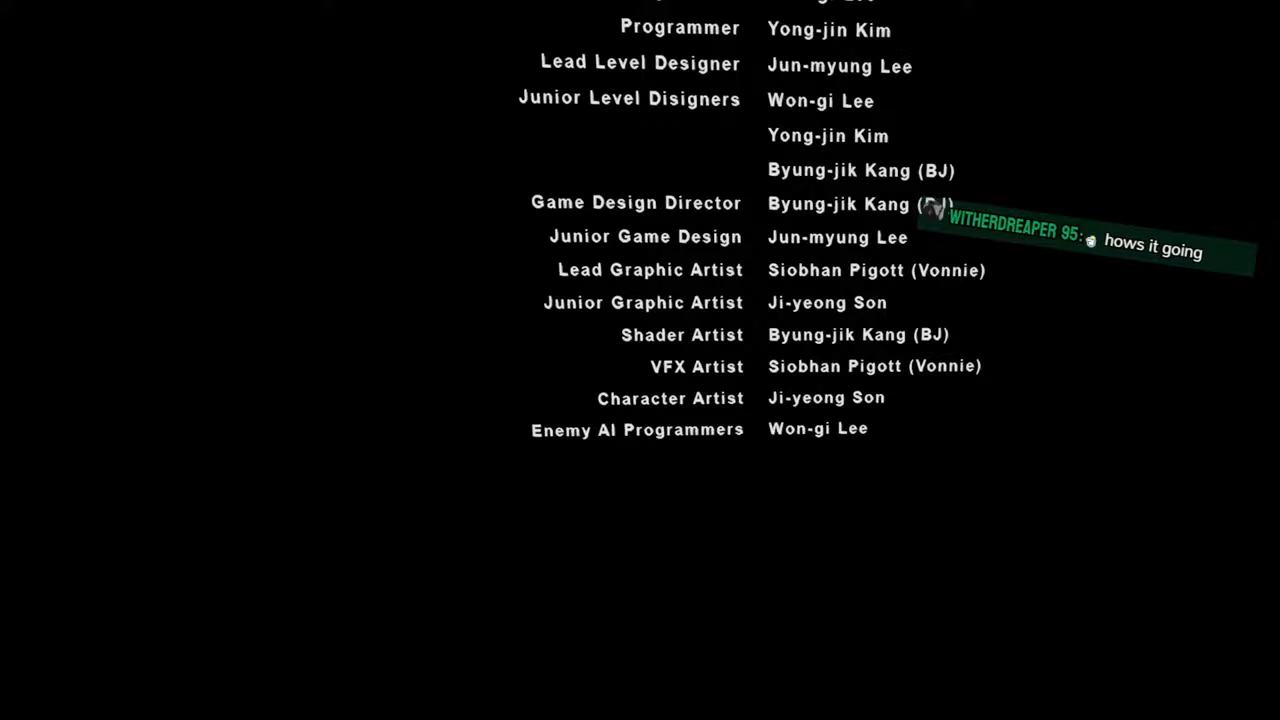 Programmer Yong-jin Kim
Lead Level Designer Jun-myung Lee
Junior Level Disigners Won-gi Lee
Yong-jin Kim
Byung-jik Kang (BJ)
Game Design Director Byung-jik Kang (BJ)
WITHERDREAPER 95: hows it going
Junior Game Design Jun-myung Lee
Lead Graphic Artist Siobhan Pigott (Vonnie)
Junior Graphic Artist Ji-yeong Son
Shader Artist Byung-jik Kang (BJ)
VFX Artist Siobhan Pigott (Vonnie)
Character Artist Ji-yeong Son
Enemy AI Programmers Won-gi Lee